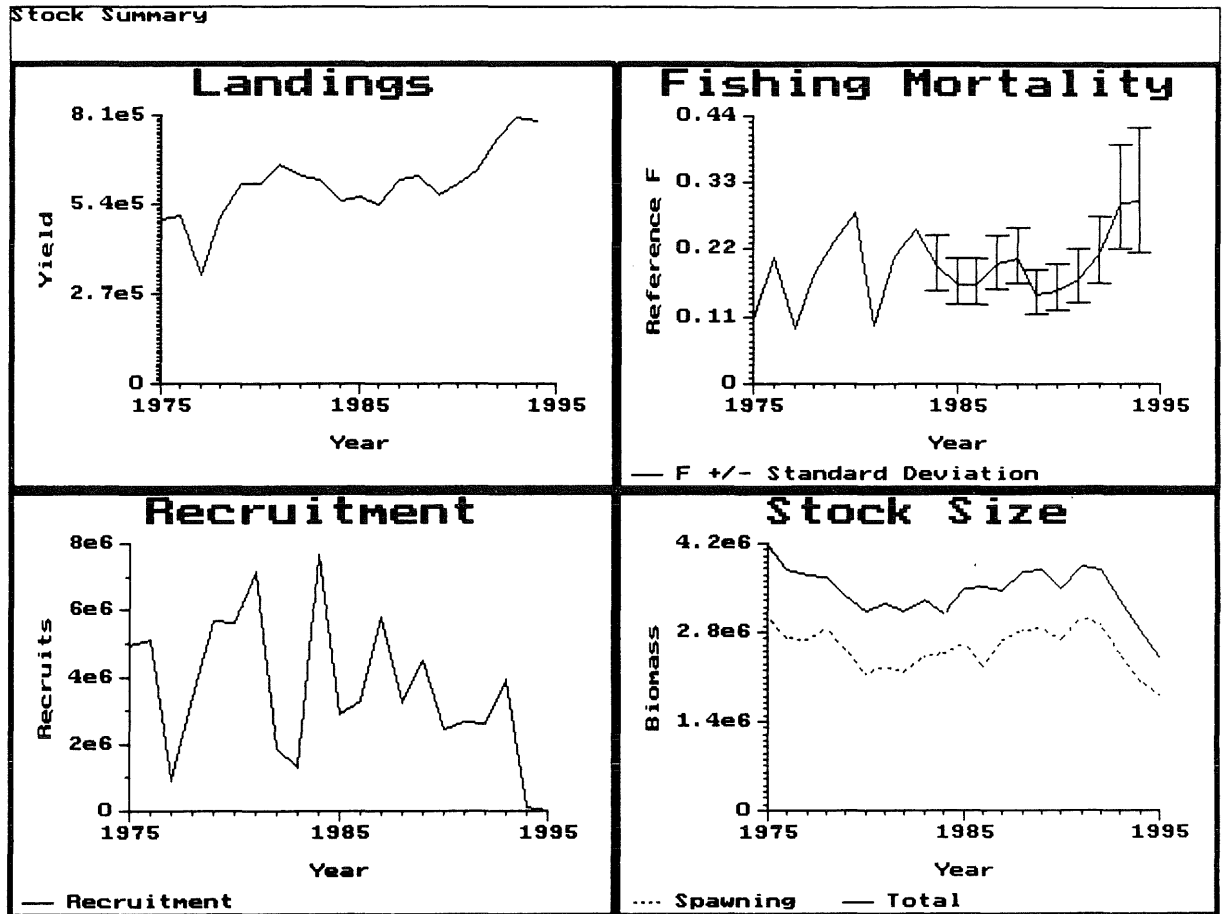 Stock Summary
Landings
8.1e5
5.4e5
2.7e5
0
Yield
1975 1985 1995
Year
Fishing Mortality
0.44
0.33
0.22
0.11
0
Reference F
1975 1985 1995
Year
— F +/- Standard Deviation
Recruitment
8e6
6e6
4e6
2e6
0
Recruits
1975 1985 1995
Year
— Recruitment
Stock Size
4.2e6
2.8e6
1.4e6
0
Biomass
1975 1985 1995
Year
.... Spawning — Total